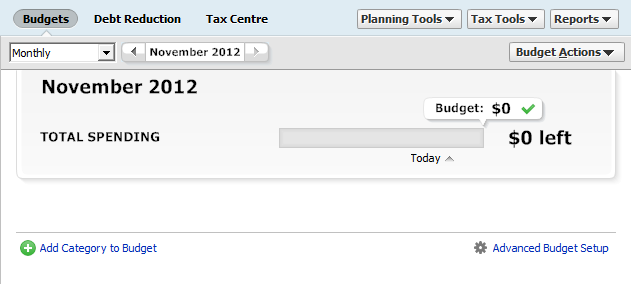 Budgets Debt Reduction Tax Centre Planning Tools Tax Tools Reports
Monthly November 2012 Budget Actions
November 2012
Budget: $0
TOTAL SPENDING $0 left
Today
Add Category to Budget Advanced Budget Setup